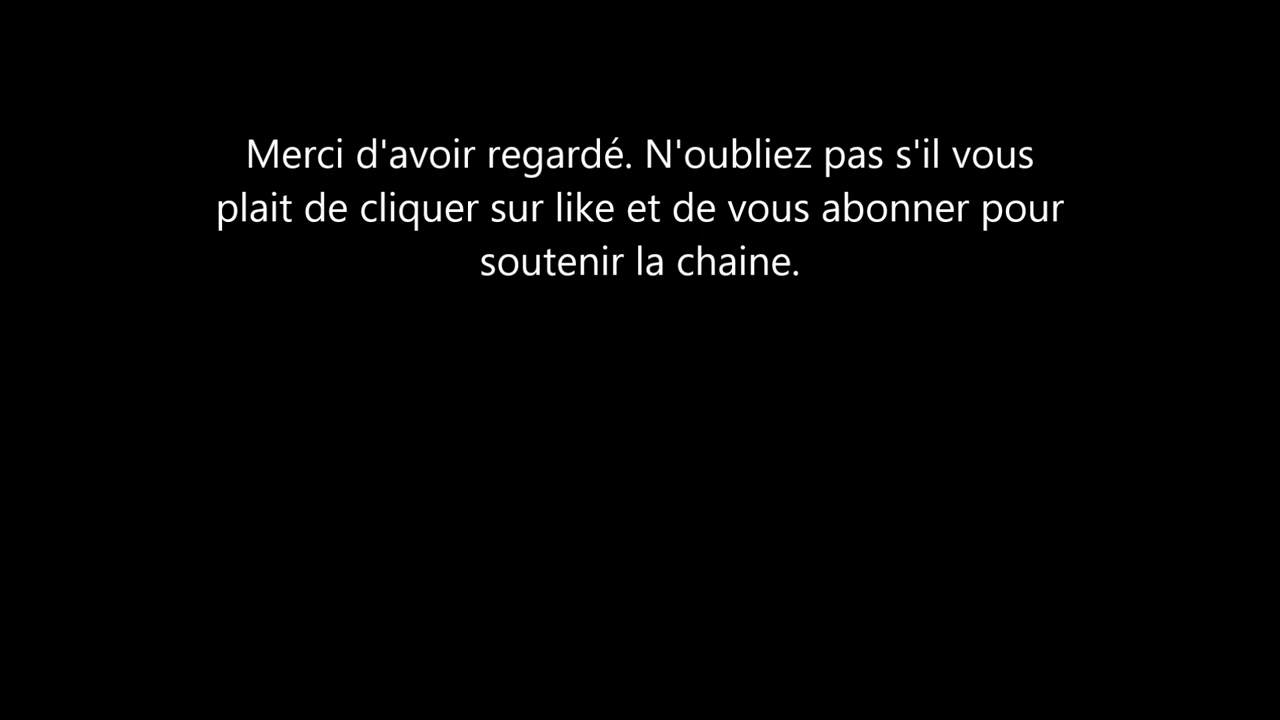 Merci d'avoir regardé. N'oubliez pas s'il vous
plait de cliquer sur like et de vous abonner pour
soutenir la chaine.